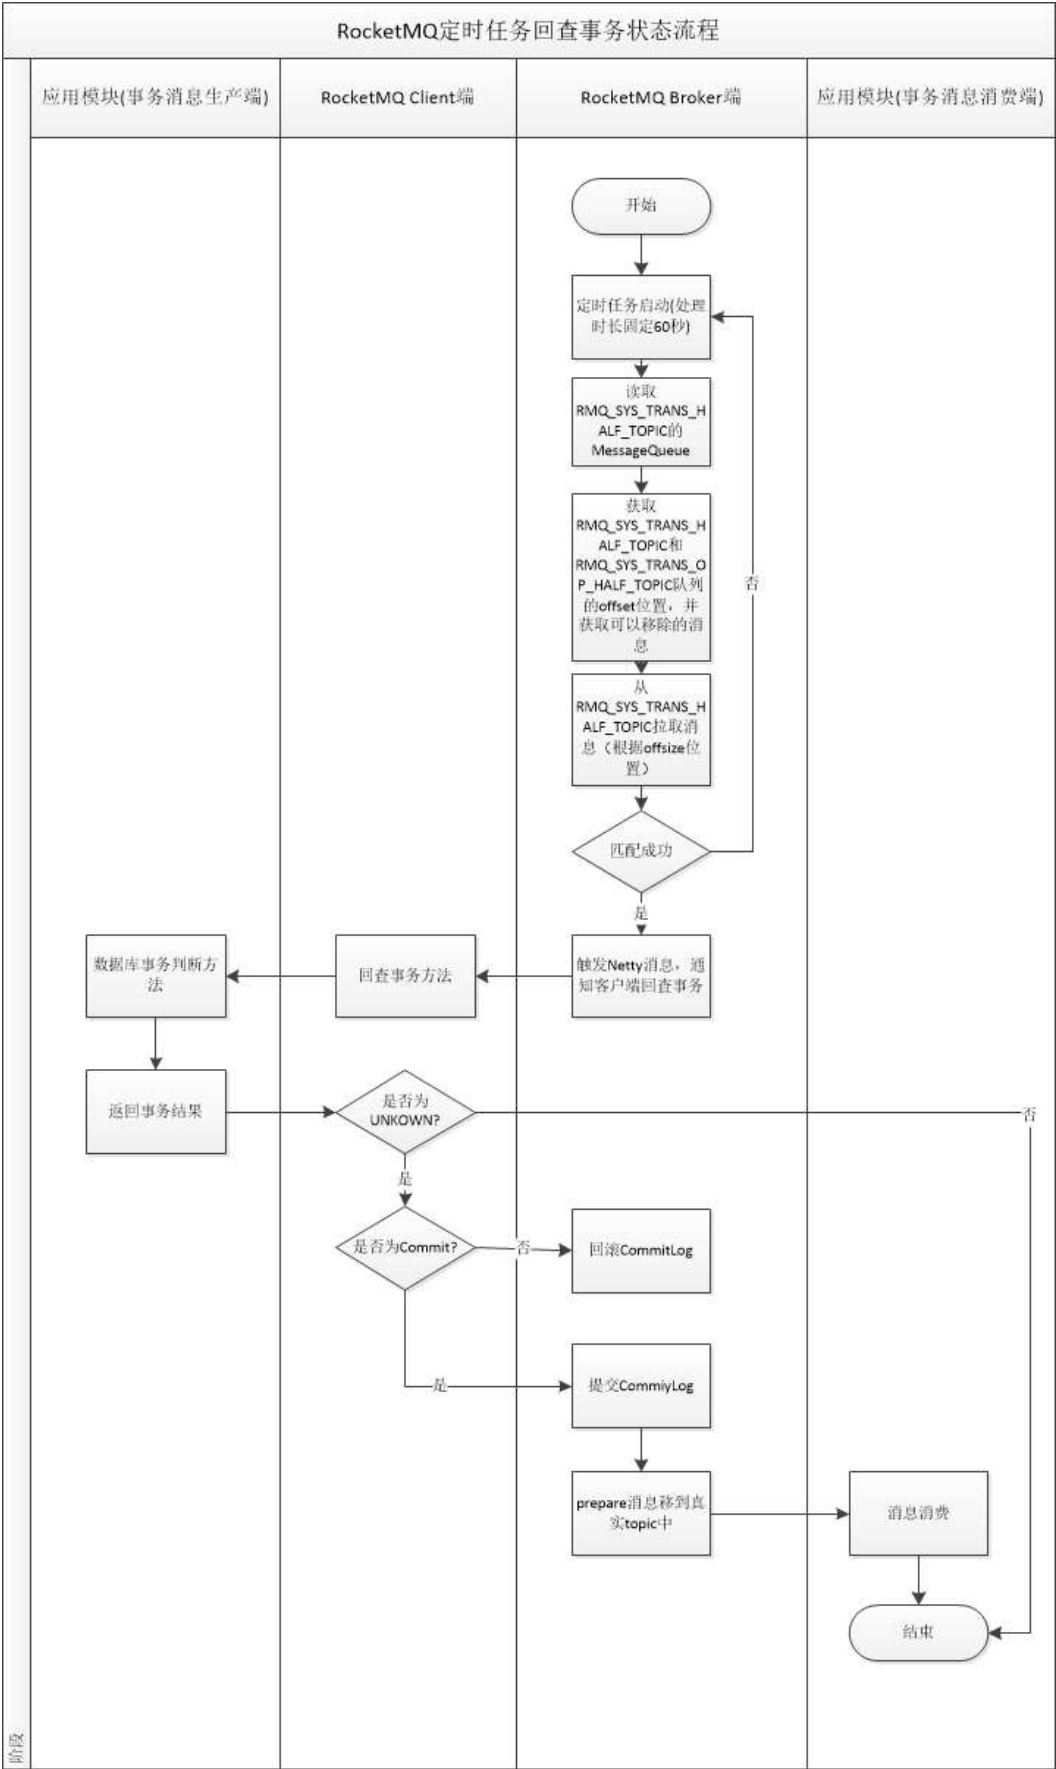 RocketMQ定时任务回查事务状态流程
应用模块(事务消息生产端)
RocketMQ Client端
RocketMQ Broker端
应用模块(事务消息消费端)
开始
定时任务启动(处理
时长固定60秒)
读取
RMQ_SYS_TRANS_H
ALF_TOPIC的
MessageQueue
获取
RMQ_SYS_TRANS_H
ALF_TOPIC和
RMQ_SYS_TRANS_O
P_HALF_TOPIC队列
的offset位置，并
获取可以移除的消
息
否
从
RMQ_SYS_TRANS_H
ALF_TOPIC拉取消
息（根据offsize位
置）
匹配成功
是
数据库事务判断方
法
回查事务方法
触发Netty消息，通
知客户端回查事务
返回事务结果
是否为
UNKOWN?
否
是
是否为Commit?
否
回滚CommitLog
是
提交CommiyLog
prepare消息移到真
实topic中
消息消费
结束
阶段